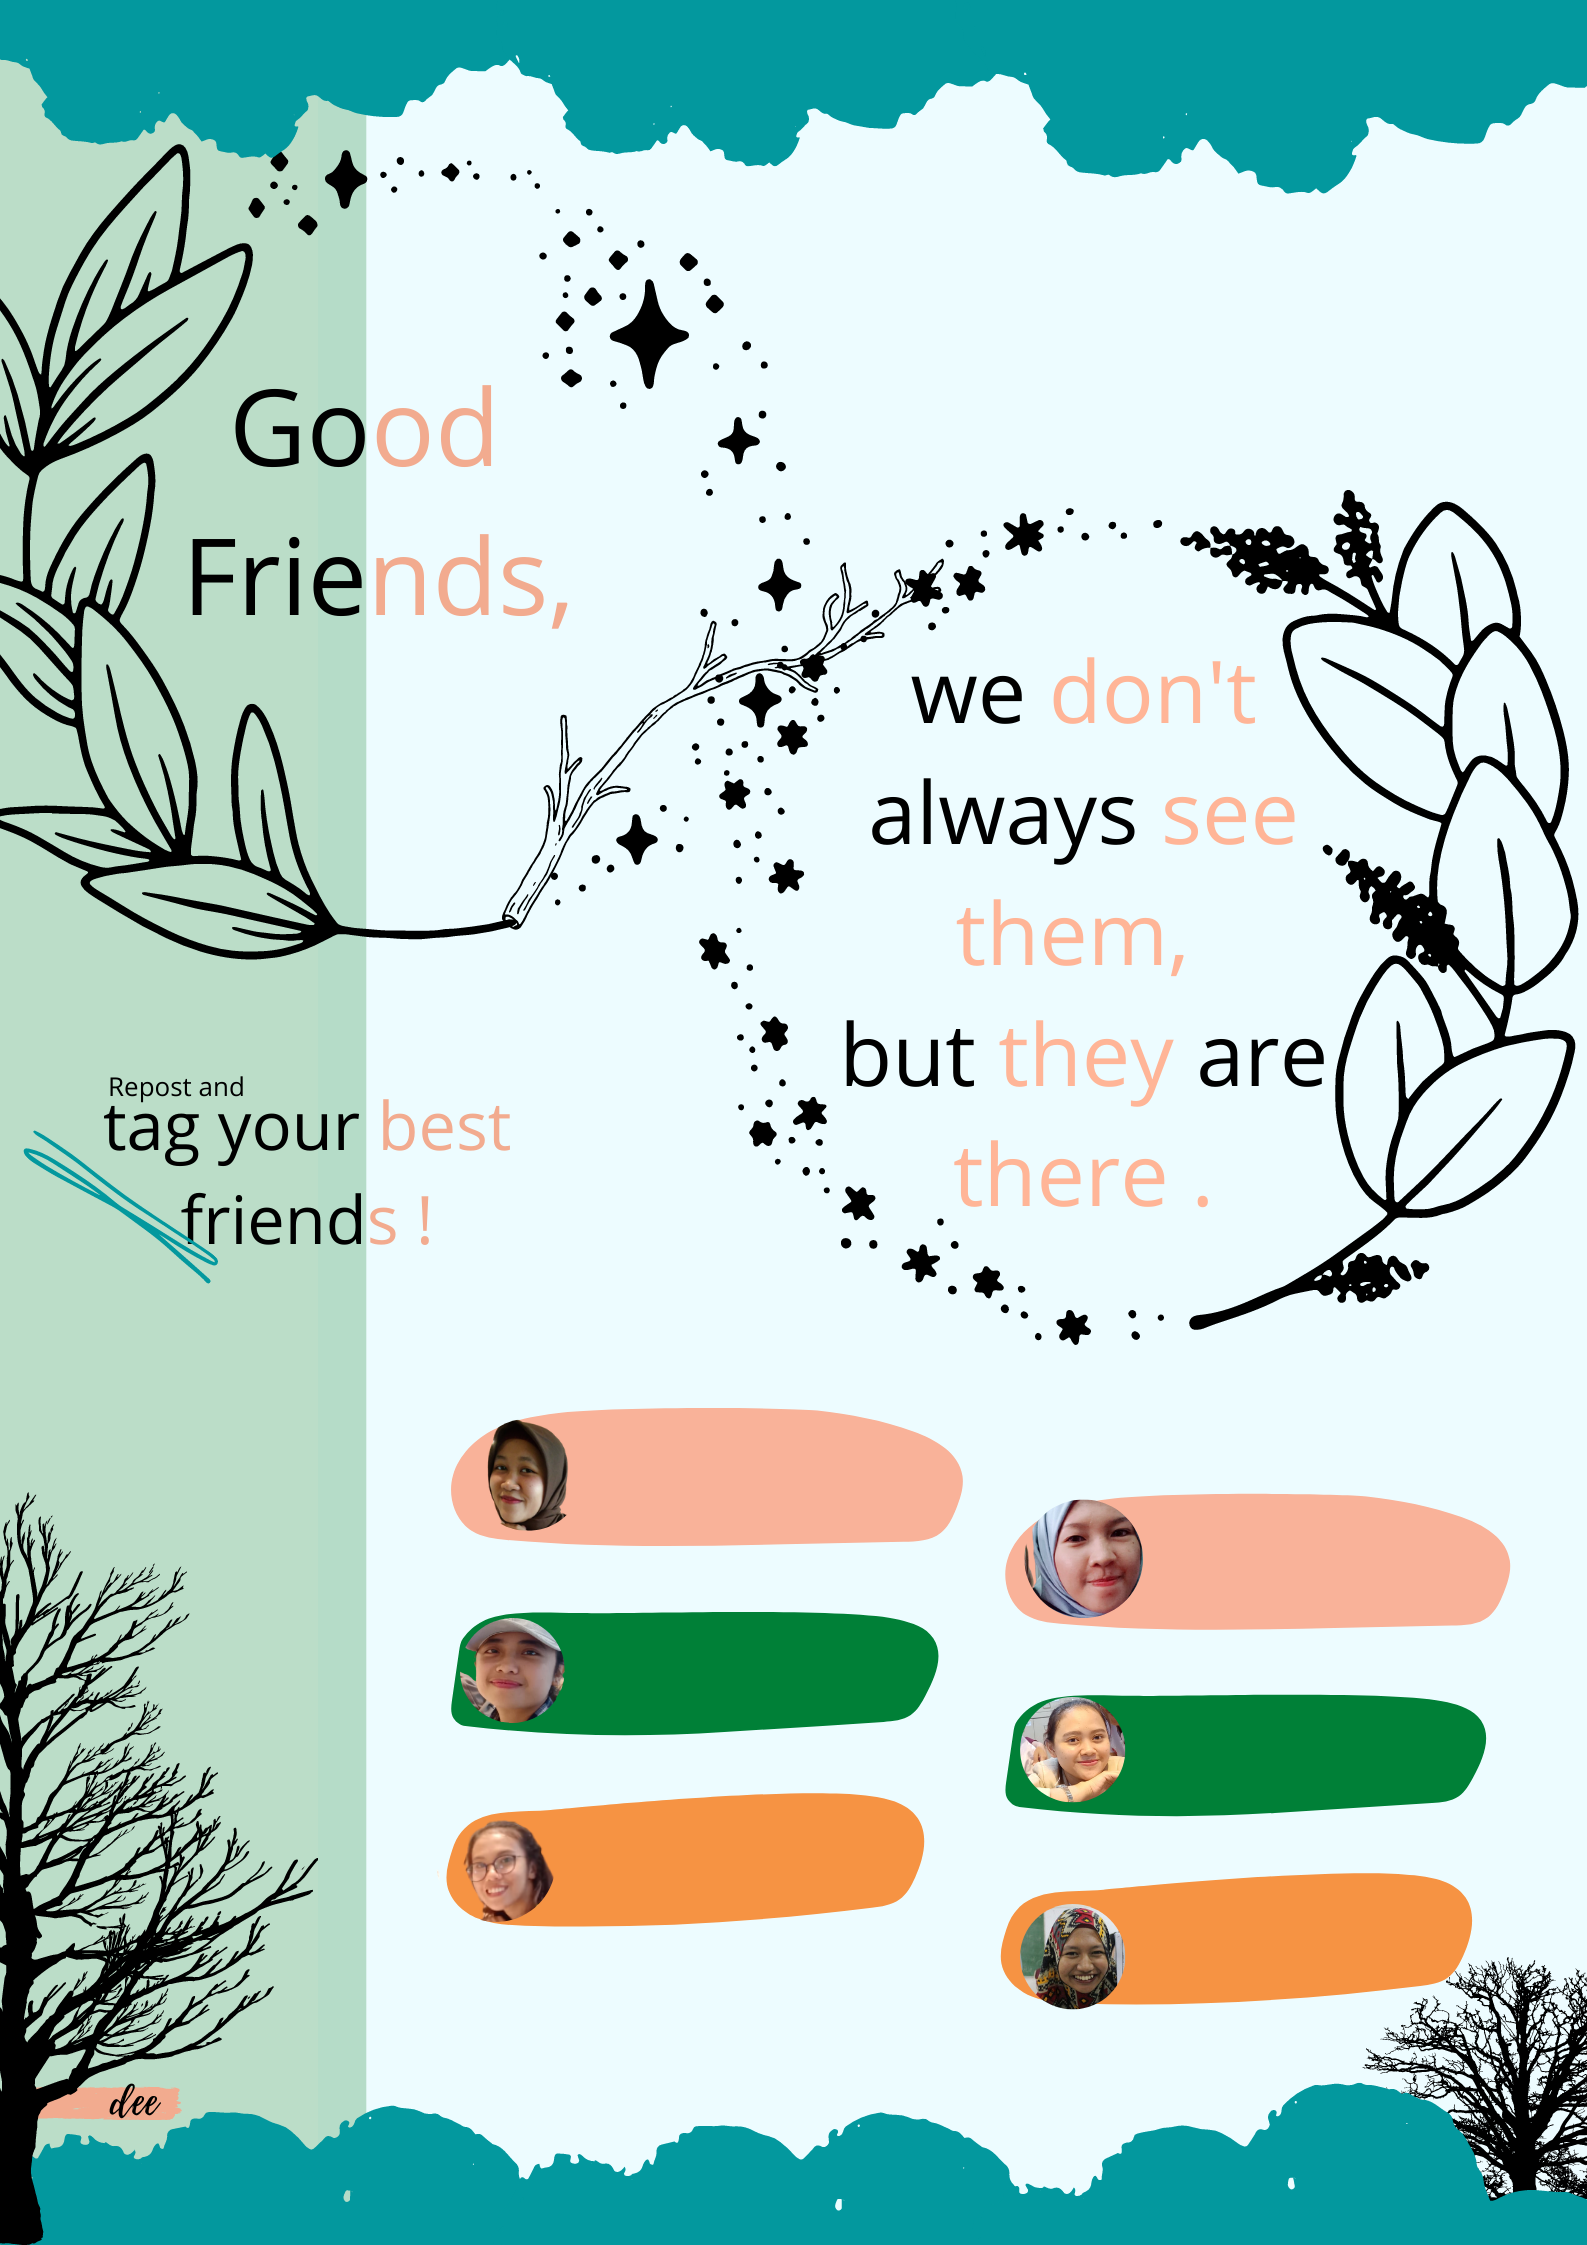 Good
Friends,
we don't
always see
them,
but they are
there .
Repost and
tag your best
friends !
dee